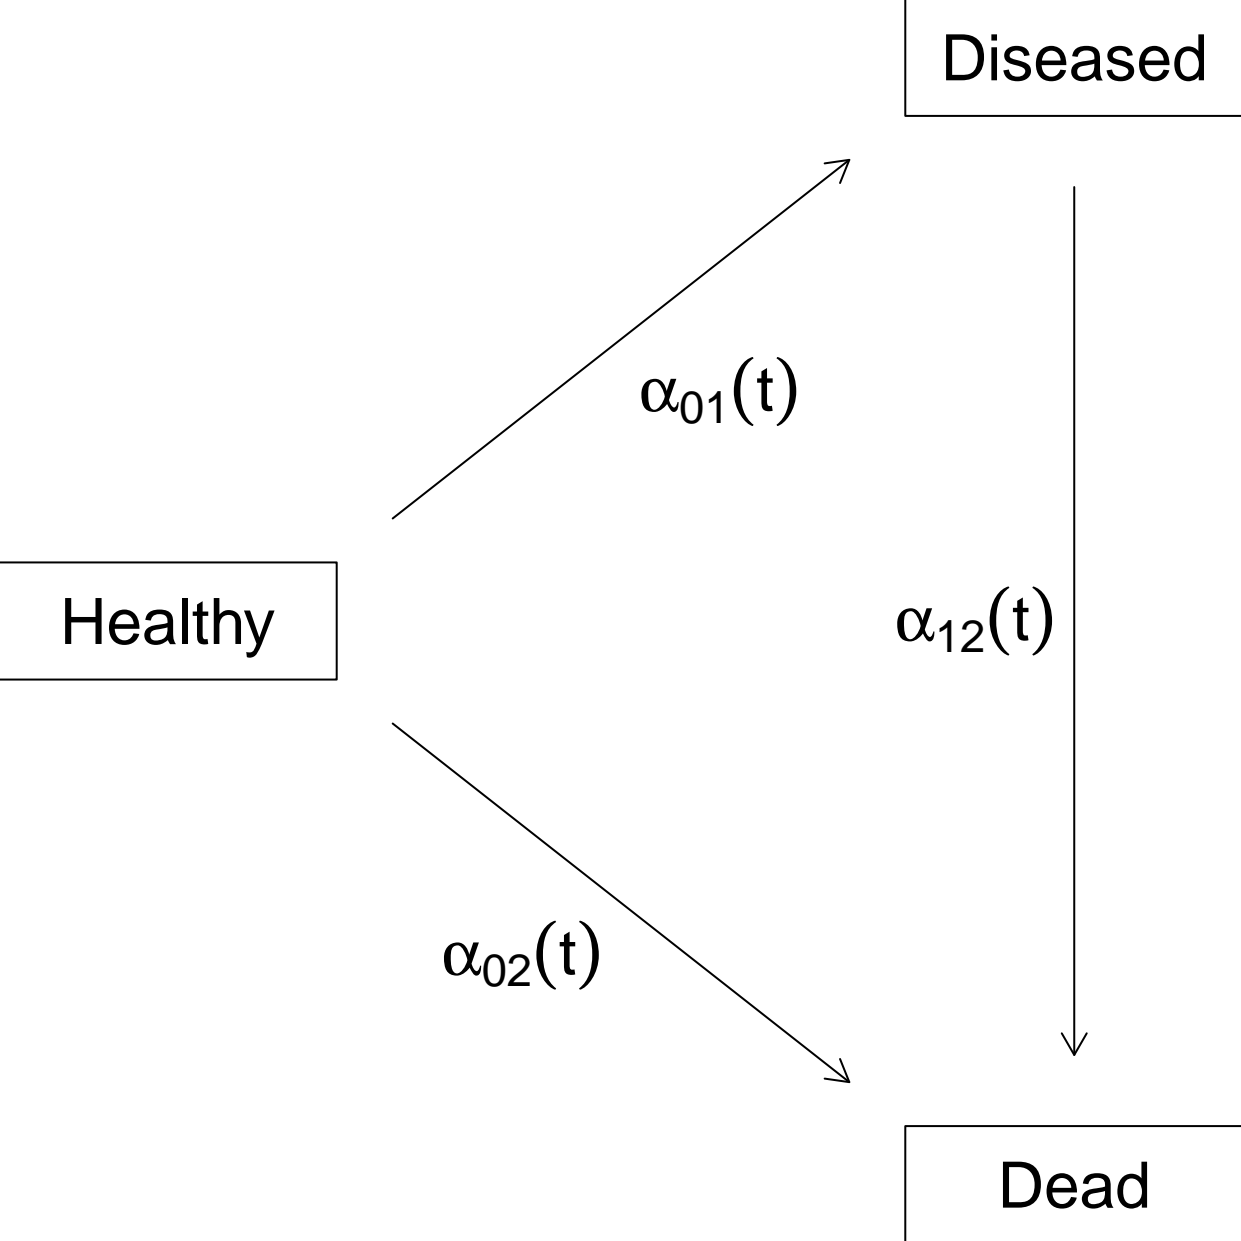 Diseased
α₀₁(t)
Healthy
α₁₂(t)
α₀₂(t)
Dead